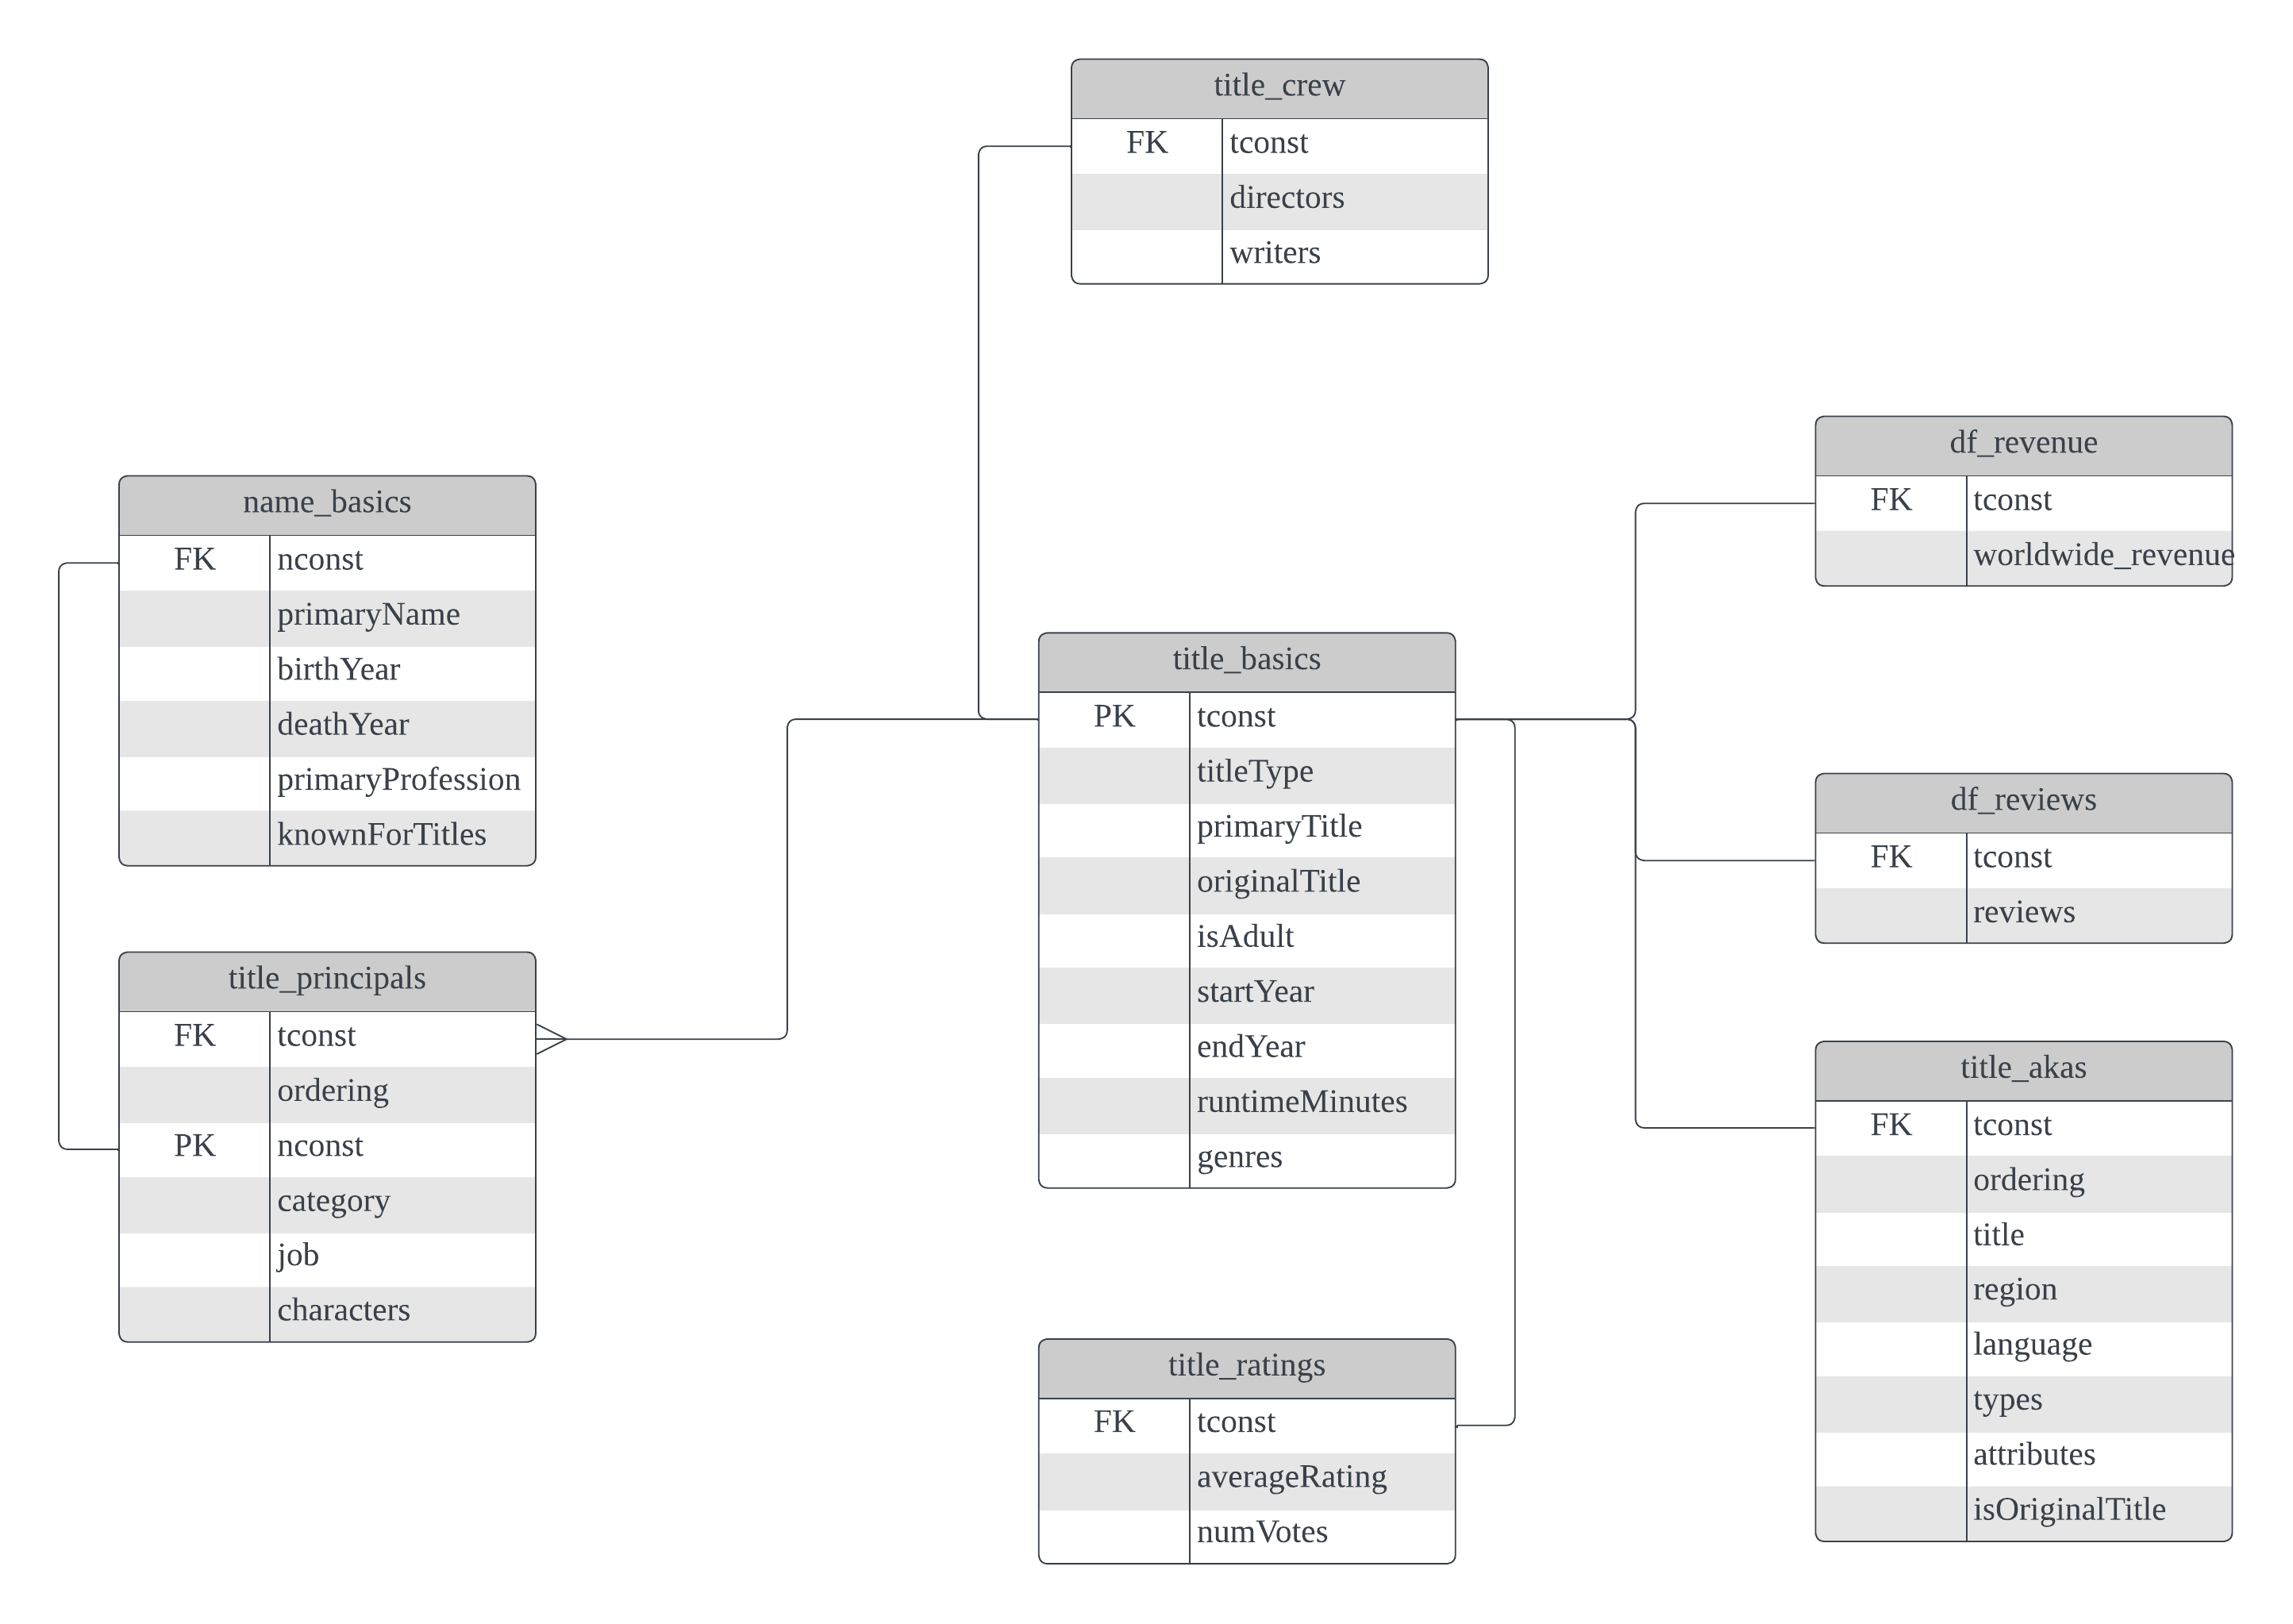 title_crew
FK tconst
directors
writers
df_revenue
FK tconst
worldwide_revenue
name_basics
FK nconst
primaryName
birthYear
deathYear
primaryProfession
knownForTitles
title_basics
PK tconst
titleType
primaryTitle
originalTitle
isAdult
startYear
endYear
runtimeMinutes
genres
df_reviews
FK tconst
reviews
title_principals
FK tconst
ordering
PK nconst
category
job
characters
title_akas
FK tconst
ordering
title
region
language
types
attributes
isOriginalTitle
title_ratings
FK tconst
averageRating
numVotes